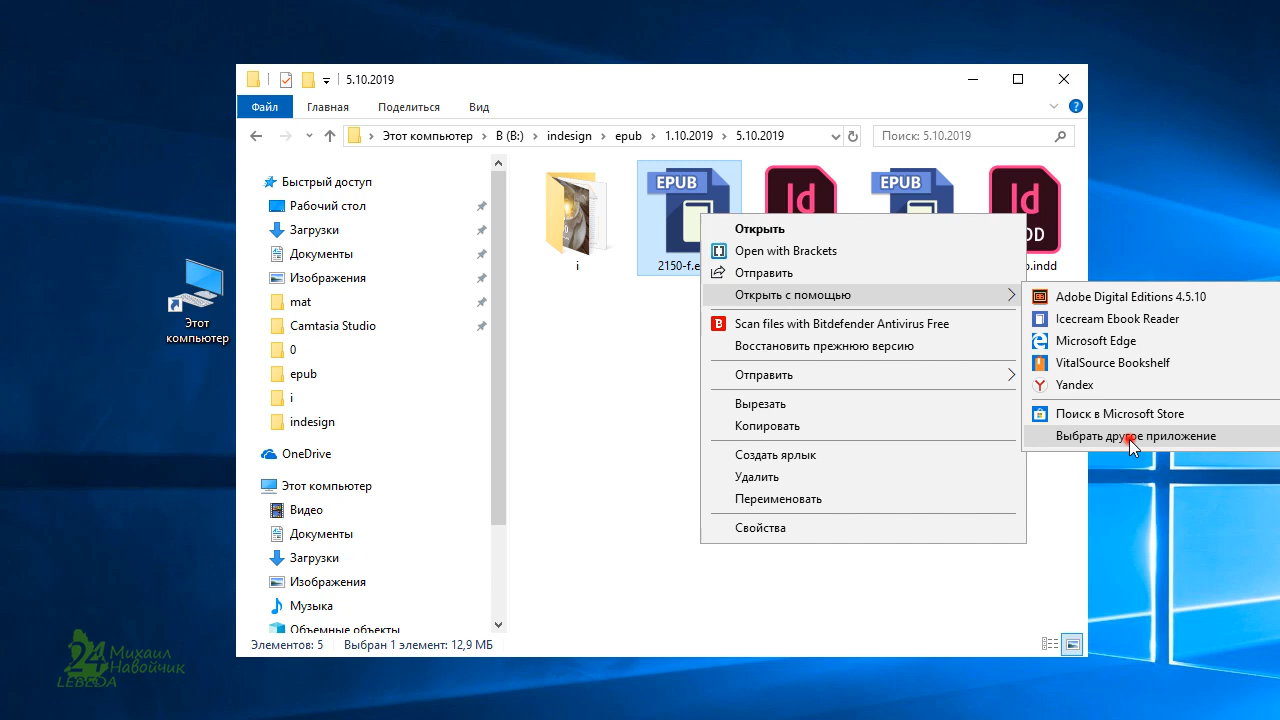 5.10.2019
Файл Главная Поделиться Вид
Этот компьютер B (B:) indesign epub 1.10.2019 5.10.2019
Поиск: 5.10.2019
Быстрый доступ
Рабочий стол
Загрузки
Документы
Изображения
mat
Camtasia Studio
0
epub
i
indesign
OneDrive
Этот компьютер
Видео
Документы
Загрузки
Изображения
Музыка
Объемные объекты
Этот
компьютер
EPUB
Id
EPUB
Id
DD
i
2150-f.e
.indd
Открыть
Open with Brackets
Отправить
Открыть с помощью
Scan files with Bitdefender Antivirus Free
Восстановить прежнюю версию
Отправить
Вырезать
Копировать
Создать ярлык
Удалить
Переименовать
Свойства
Adobe Digital Editions 4.5.10
Icecream Ebook Reader
Microsoft Edge
VitalSource Bookshelf
Yandex
Поиск в Microsoft Store
Выбрать другое приложение
Элементов: 5 Выбран 1 элемент: 12,9 МБ
24 Михаил
Навойчик
LEBEDA